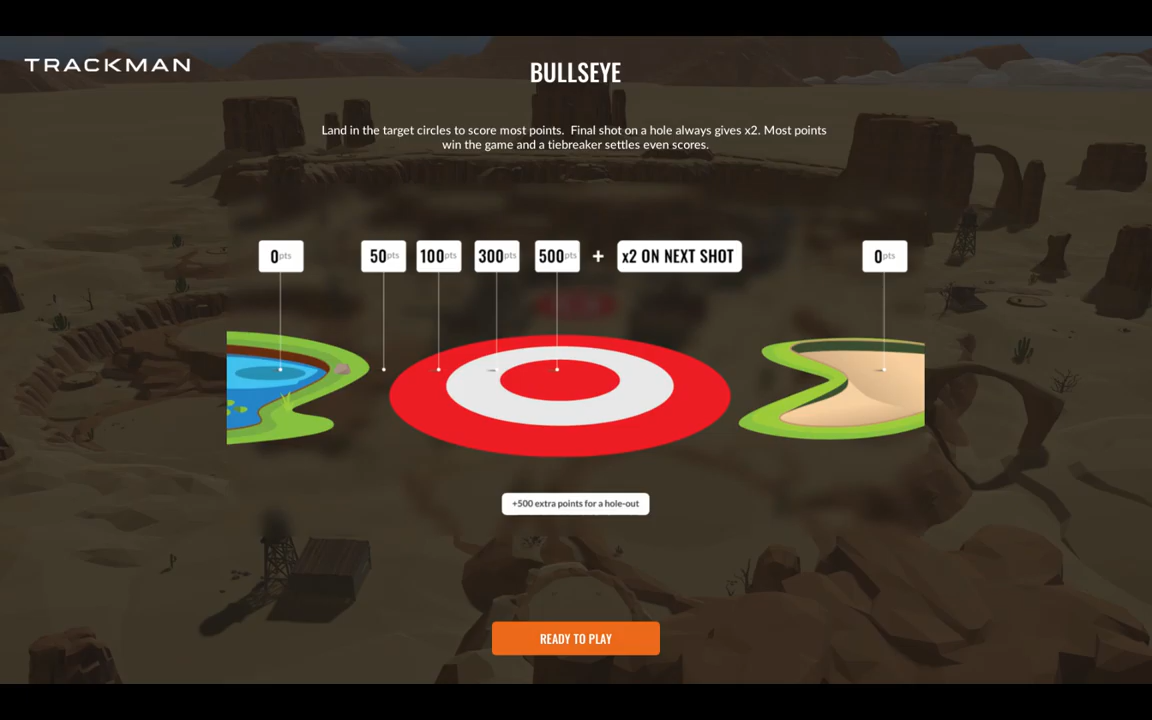 TRACKMAN
BULLSEYE
Land in the target circles to score most points.  Final shot on a hole always gives x2. Most points
win the game and a tiebreaker settles even scores.
0pts
50pts
100pts
300pts
500pts
+
x2 ON NEXT SHOT
0pts
+500 extra points for a hole-out
READY TO PLAY